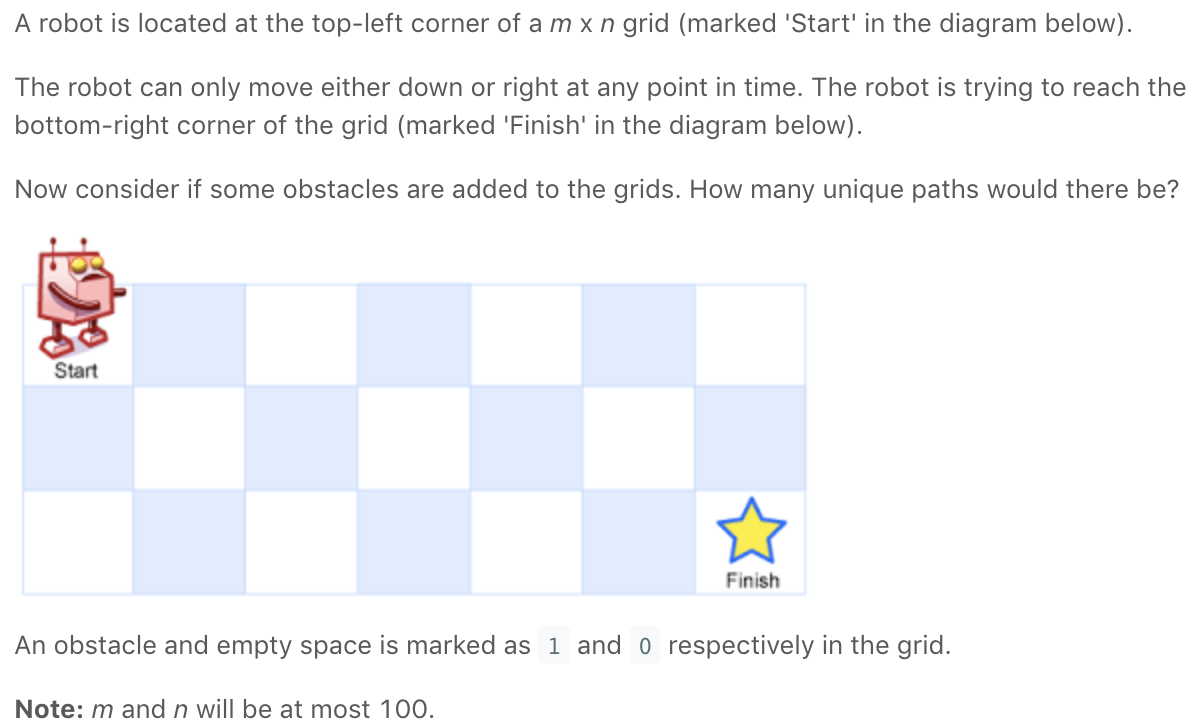 A robot is located at the top-left corner of a m x n grid (marked 'Start' in the diagram below).
The robot can only move either down or right at any point in time. The robot is trying to reach the
bottom-right corner of the grid (marked 'Finish' in the diagram below).
Now consider if some obstacles are added to the grids. How many unique paths would there be?
Start
Finish
An obstacle and empty space is marked as 1 and 0 respectively in the grid.
Note: m and n will be at most 100.